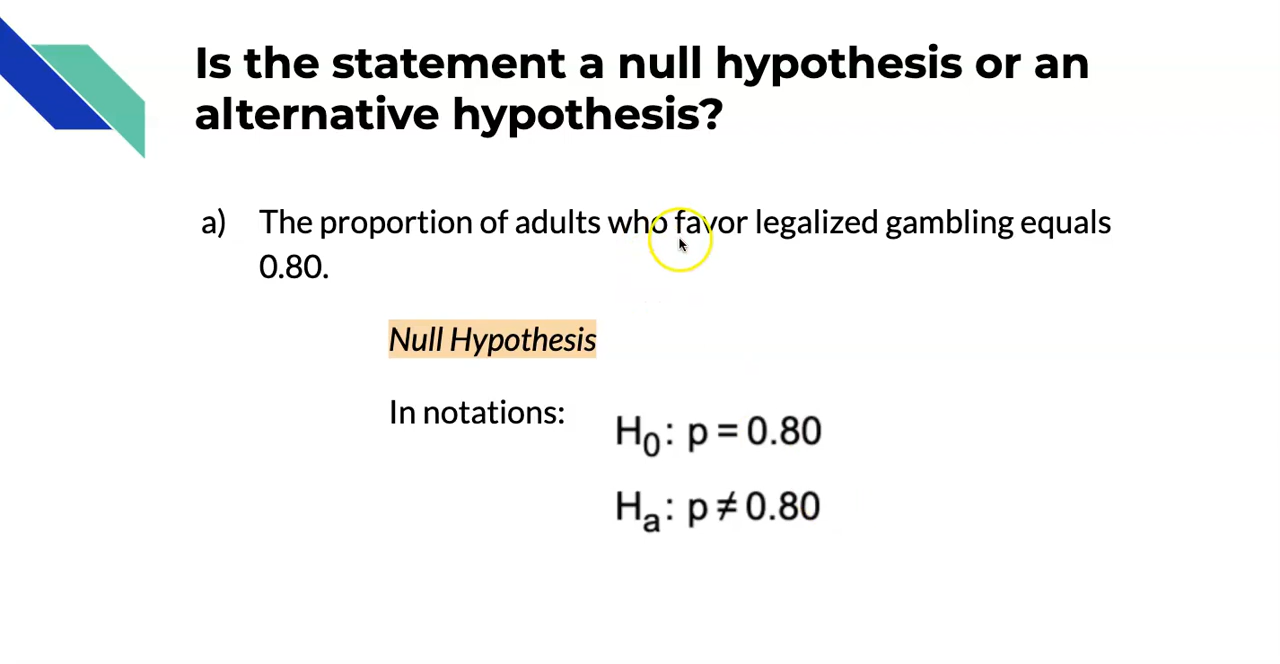 Is the statement a null hypothesis or an
alternative hypothesis?
a) The proportion of adults who favor legalized gambling equals
0.80.
Null Hypothesis
In notations:
H₀: p = 0.80
Hₐ: p ≠ 0.80